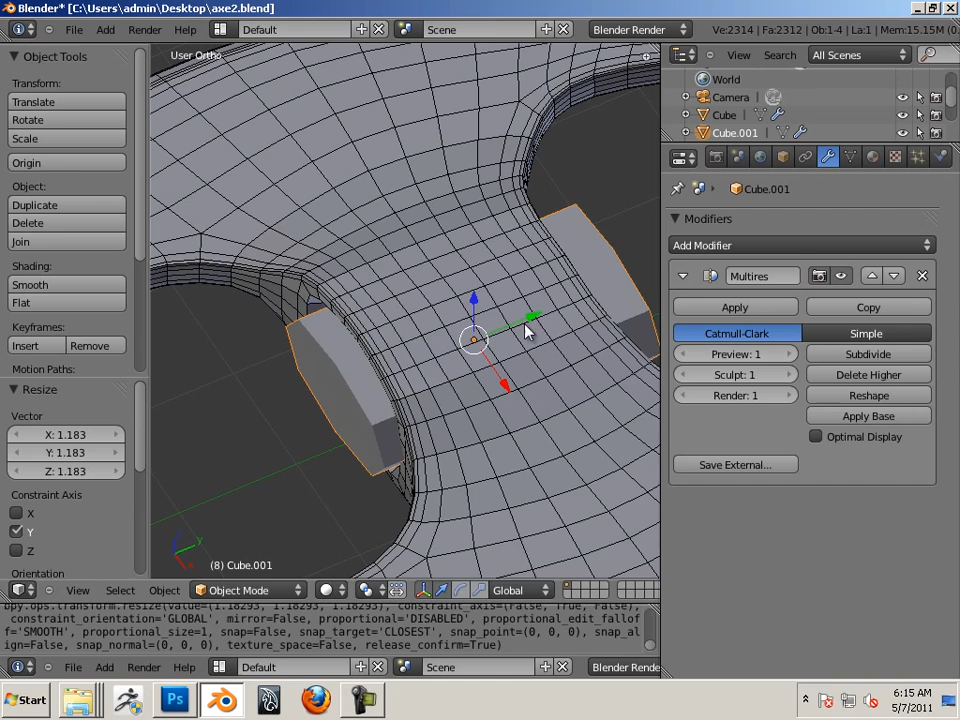 Blender* [C:\Users\admin\Desktop\axe2.blend]
File Add Render Help Default Scene Blender Render Ve:2314 | Fa:2312 | Ob:1-4 | La:1 | Mem:15.15M (0.
Object Tools
Transform:
Translate
Rotate
Scale
Origin
Object:
Duplicate
Delete
Join
Shading:
Smooth
Flat
Keyframes:
Insert Remove
Motion Paths:
Resize
Vector
X: 1.183
Y: 1.183
Z: 1.183
Constraint Axis
X
Y
Z
Orientation
User Ortho
z
y
x
(8) Cube.001
View Select Object Object Mode Global
bpy.ops.transform.resize(value=(1.18293, 1.18293, 1.18293), constraint_axis=(False, True, False),
constraint_orientation='GLOBAL', mirror=False, proportional='DISABLED', proportional_edit_fallof
f='SMOOTH', proportional_size=1, snap=False, snap_target='CLOSEST', snap_point=(0, 0, 0), snap_al
ign=False, snap_normal=(0, 0, 0), texture_space=False, release_confirm=True)
File Add Render Help Default Scene Blender Rende
View Search All Scenes
World
Camera
Cube
Cube.001
Cube.001
Modifiers
Add Modifier
Multires
Apply Copy
Catmull-Clark Simple
Preview: 1 Subdivide
Sculpt: 1 Delete Higher
Render: 1 Reshape
Apply Base
Optimal Display
Save External...
Start Ps 6:15 AM
5/7/2011